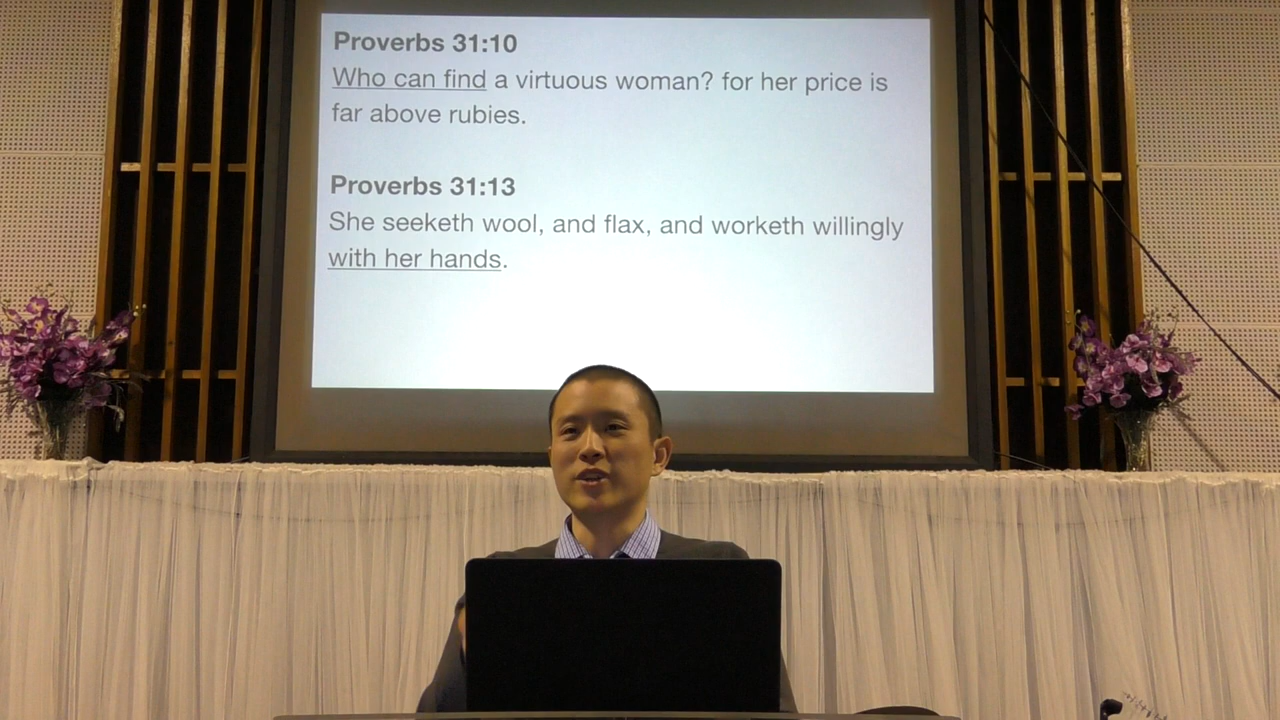 Proverbs 31:10
Who can find a virtuous woman? for her price is
far above rubies.
Proverbs 31:13
She seeketh wool, and flax, and worketh willingly
with her hands.